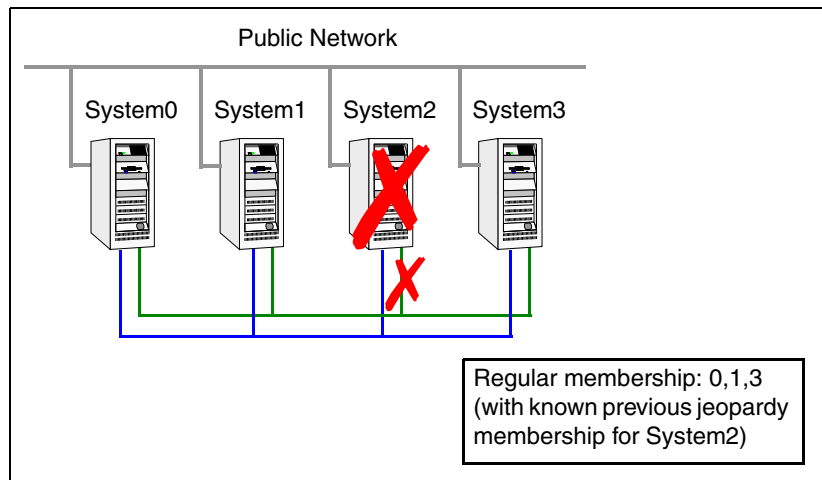 Public Network
System0 System1 System2 System3
Regular membership: 0,1,3
(with known previous jeopardy
membership for System2)